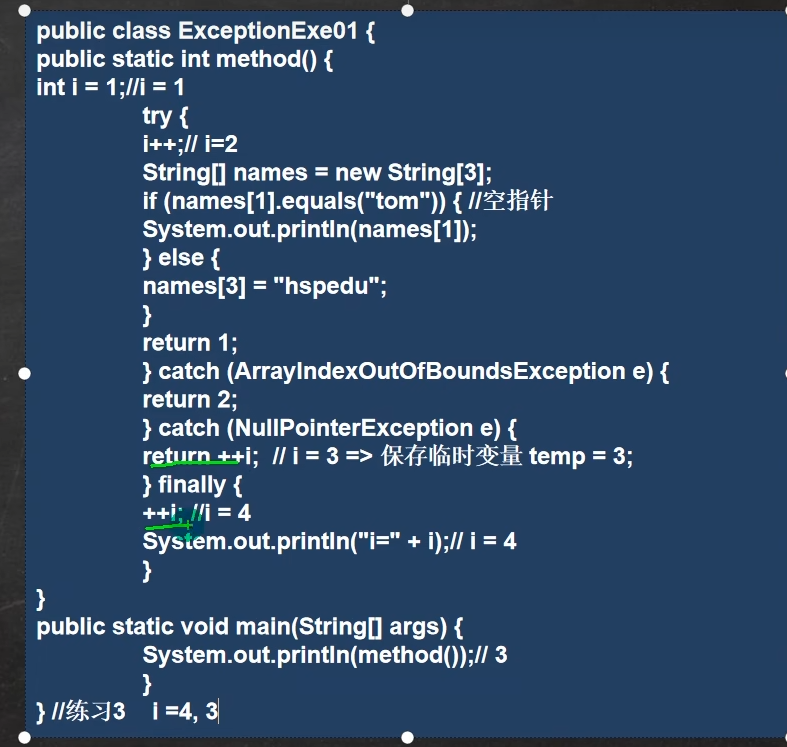 public class ExceptionExe01 {
public static int method() {
int i = 1;//i = 1
try {
i++;// i=2
String[] names = new String[3];
if (names[1].equals("tom")) { //空指针
System.out.println(names[1]);
} else {
names[3] = "hspedu";
}
return 1;
} catch (ArrayIndexOutOfBoundsException e) {
return 2;
} catch (NullPointerException e) {
return ++i;  // i = 3 => 保存临时变量 temp = 3;
} finally {
++i; //i = 4
System.out.println("i=" + i);// i = 4
}
}
public static void main(String[] args) {
System.out.println(method());// 3
}
} //练习3    i =4, 3